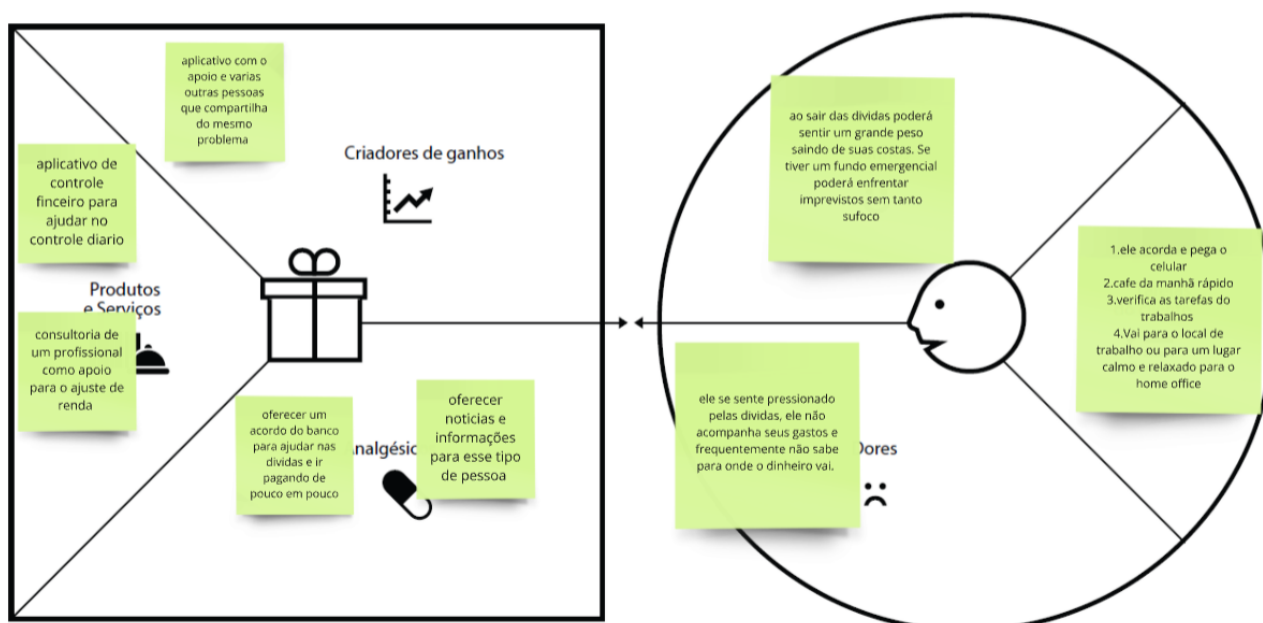 aplicativo com o
apoio e varias
outras pessoas
que compartilha
do mesmo
problema
Criadores de ganhos
aplicativo de
controle
finceiro para
ajudar no
controle diario
Produtos
e Serviços
consultoria de
um profissional
como apoio
para o ajuste de
renda
oferecer um
acordo do banco
para ajudar nas
dividas e ir
pagando de
pouco em pouco
nalgésic
oferecer
noticias e
informações
para esse tipo
de pessoa
ao sair das dividas poderá
sentir um grande peso
saindo de suas costas. Se
tiver um fundo emergencial
poderá enfrentar
imprevistos sem tanto
sufoco
1.ele acorda e pega o
celular
2.cafe da manhã rápido
3.verifica as tarefas do
trabalhos
4.Vai para o local de
trabalho ou para um lugar
calmo e relaxado para o
home office
ele se sente pressionado
pelas dividas, ele não
acompanha seus gastos e
frequentemente não sabe
para onde o dinheiro vai.
Dores